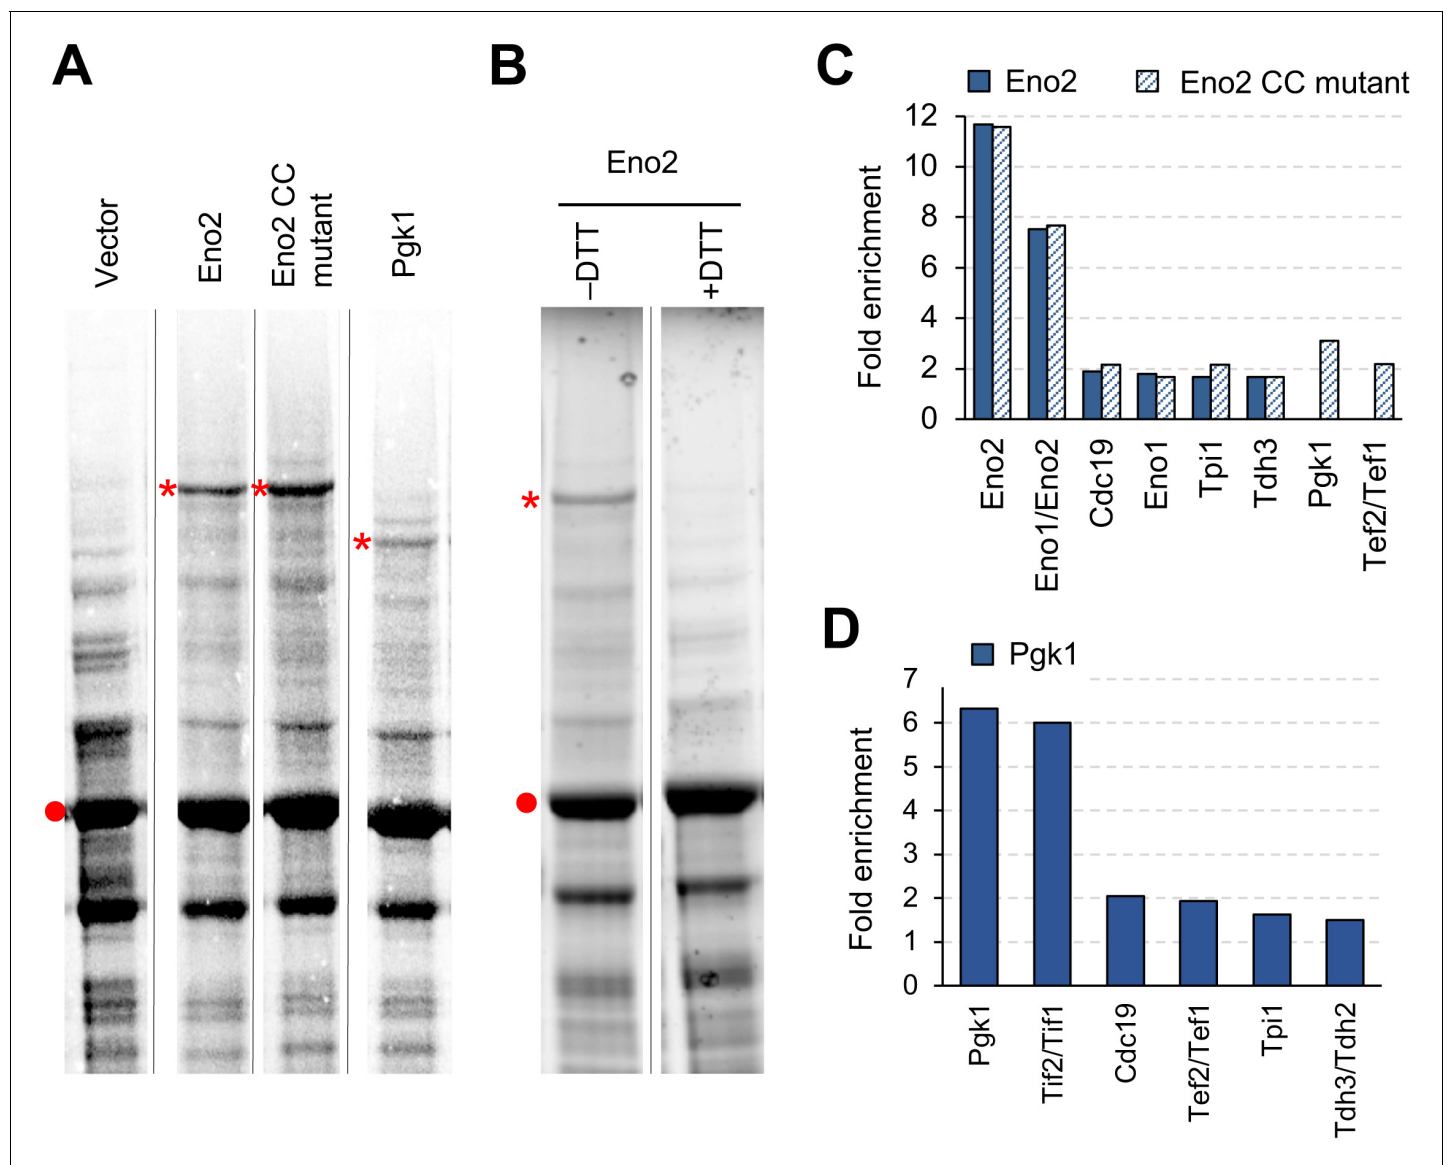 A
Vector
Eno2
Eno2 CC
mutant
Pgk1
*
*
*
B
Eno2
–DTT
+DTT
*
C
Eno2
Eno2 CC mutant
Fold enrichment
12
10
8
6
4
2
0
Eno2
Eno1/Eno2
Cdc19
Eno1
Tpi1
Tdh3
Pgk1
Tef2/Tef1
D
Pgk1
Fold enrichment
7
6
5
4
3
2
1
0
Pgk1
Tif2/Tif1
Cdc19
Tef2/Tef1
Tpi1
Tdh3/Tdh2